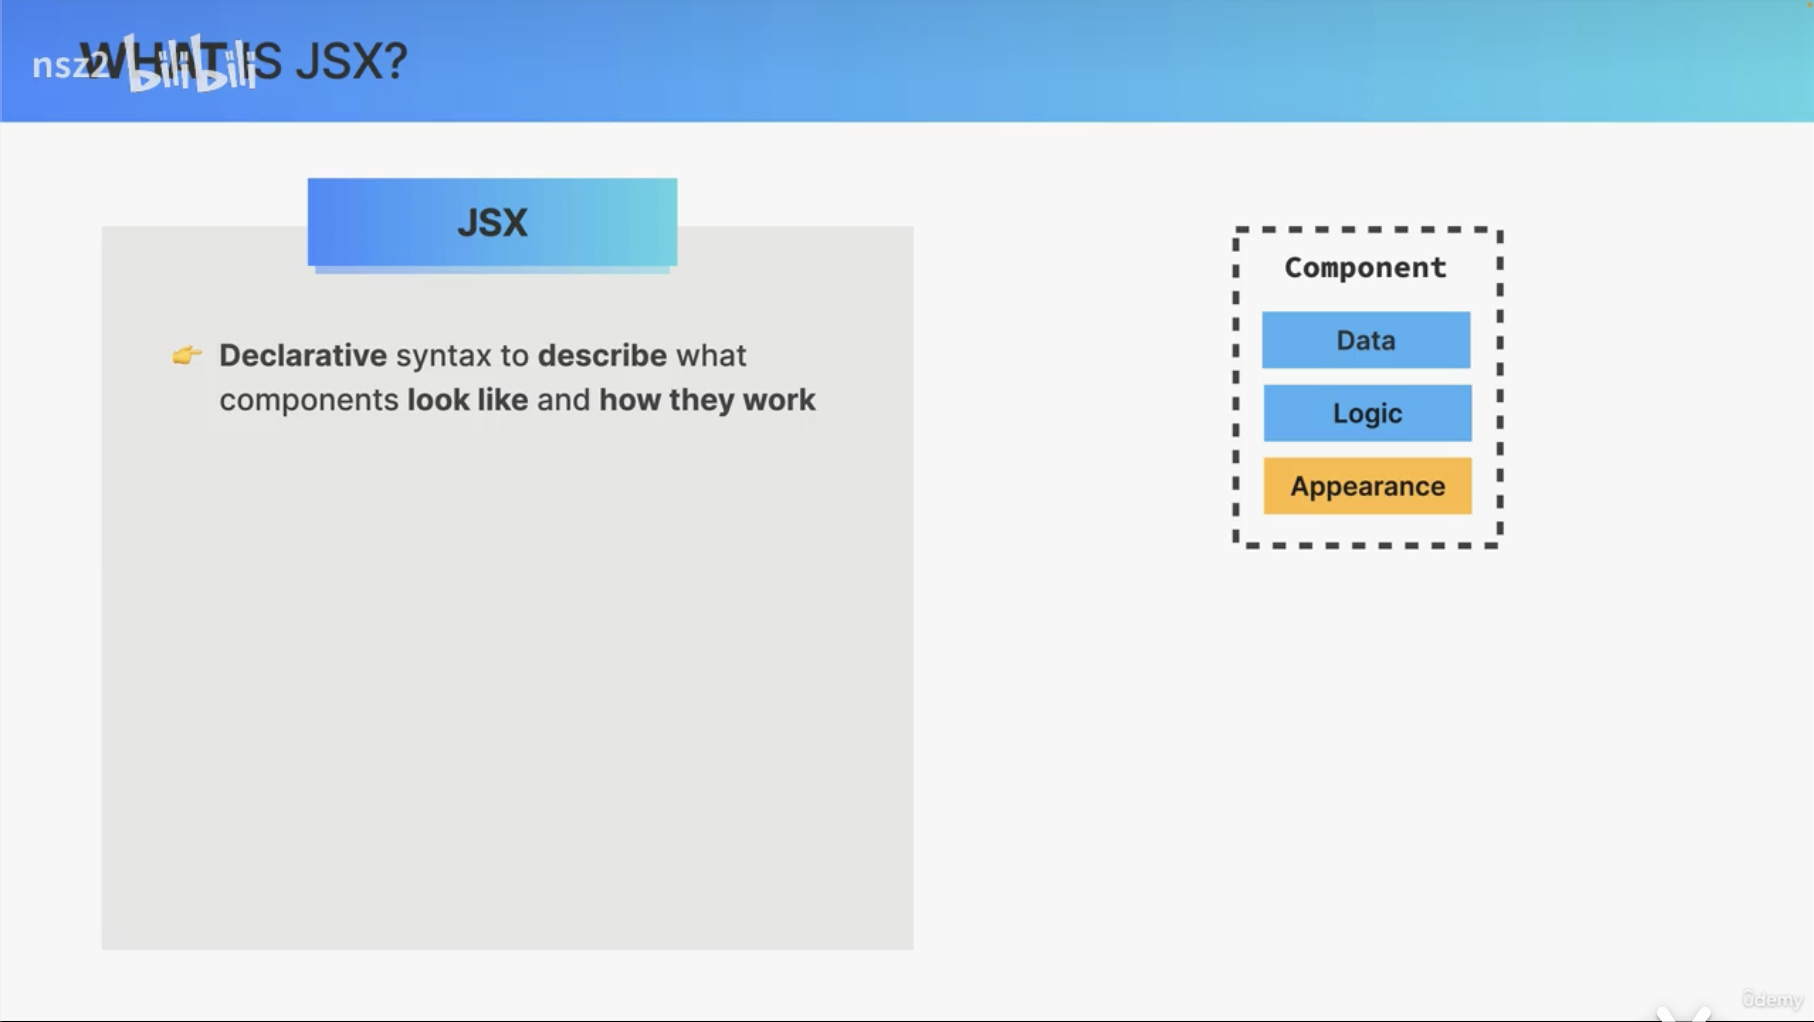 WHAT IS JSX?
nsz2 bilibili
JSX
👉 Declarative syntax to describe what
components look like and how they work
Component
Data
Logic
Appearance
ûdemy